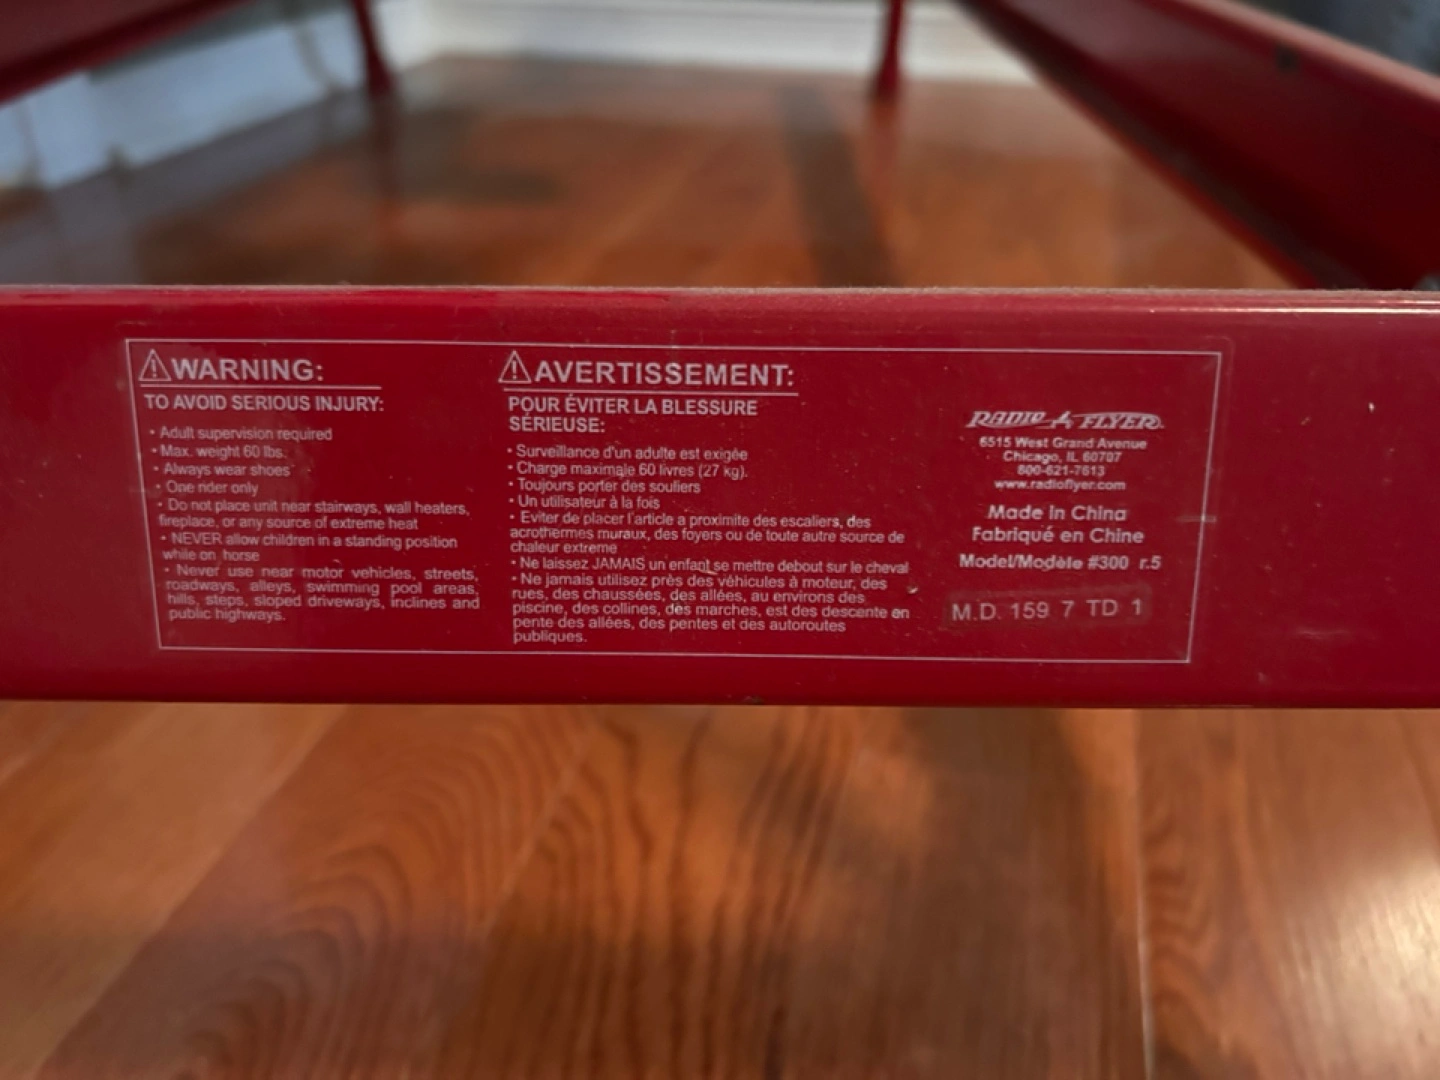 ⚠WARNING:
TO AVOID SERIOUS INJURY:
• Adult supervision required
• Max. weight 60 lbs.
• Always wear shoes
• One rider only
• Do not place unit near stairways, wall heaters,
fireplace, or any source of extreme heat
• NEVER allow children in a standing position
while on horse
• Never use near motor vehicles, streets,
roadways, alleys, swimming pool areas,
hills, steps, sloped driveways, inclines and
public highways.
⚠AVERTISSEMENT:
POUR ÉVITER LA BLESSURE
SÉRIEUSE:
• Surveillance d'un adulte est exigée
• Charge maximale 60 livres (27 kg).
• Toujours porter des souliers
• Un utilisateur à la fois
• Eviter de placer l'article a proximite des escaliers, des
acrothermes muraux, des foyers ou de toute autre source de
chaleur extreme
• Ne laissez JAMAIS un enfant se mettre debout sur le cheval
• Ne jamais utilisez près des véhicules à moteur, des
rues, des chaussées, des allées, au environs des
piscine, des collines, dès marches, est des descente en
pente des allées, des pentes et des autoroutes
publiques.
RADIO FLYER
6515 West Grand Avenue
Chicago, IL 60707
800-621-7613
www.radioflyer.com
Made in China
Fabriqué en Chine
Model/Modèle #300 r.5
M.D. 159 7 TD 1